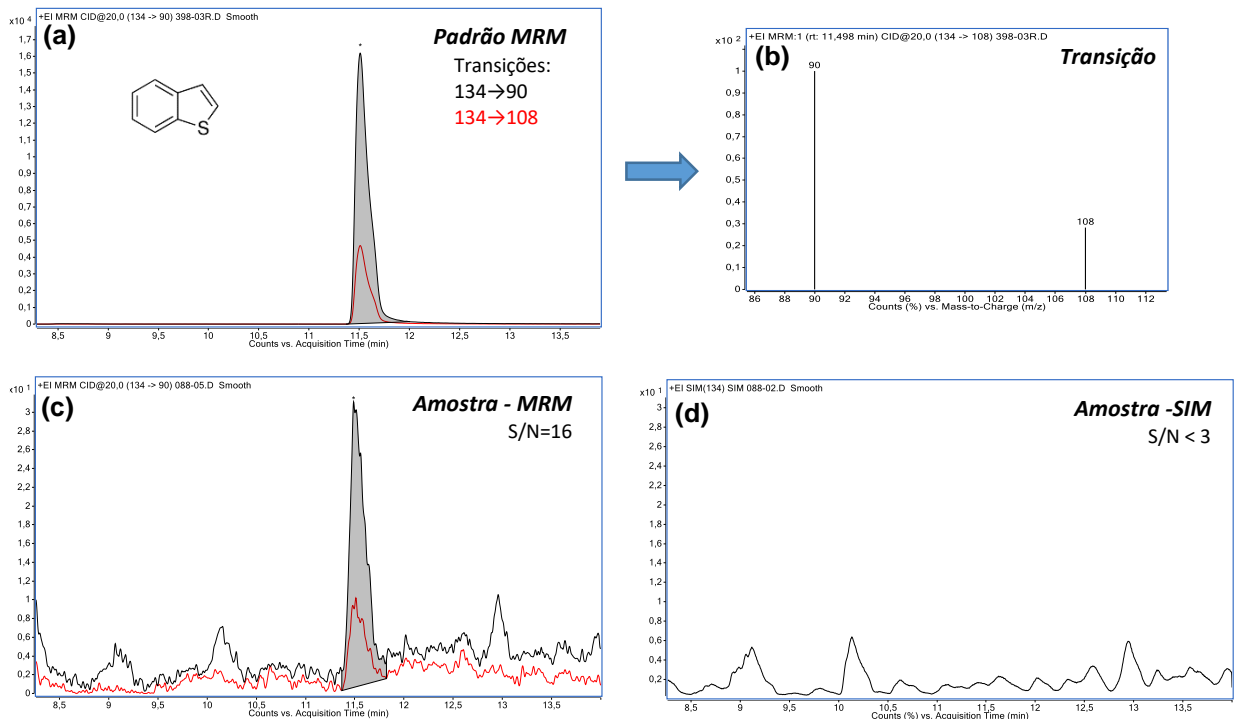 +EI MRM CID@20,0 (134 -> 90) 398-03R.D Smooth
x10 4
(a)
Padrão MRM
Transições:
134→90
134→108
S
*
1,7
1,6
1,5
1,4
1,3
1,2
1,1
1
0,9
0,8
0,7
0,6
0,5
0,4
0,3
0,2
0,1
0
8,5 9 9,5 10 10,5 11 11,5 12 12,5 13 13,5
Counts vs. Acquisition Time (min)
+EI MRM:1 (rt: 11,498 min) CID@20,0 (134 -> 108) 398-03R.D
x10 2
(b)
Transição
90
108
1
0,9
0,8
0,7
0,6
0,5
0,4
0,3
0,2
0,1
0
86 88 90 92 94 96 98 100 102 104 106 108 110 112
Counts (%) vs. Mass-to-Charge (m/z)
+EI MRM CID@20,0 (134 -> 90) 088-05.D Smooth
x10 1
(c)
Amostra - MRM
S/N=16
*
3
2,8
2,6
2,4
2,2
2
1,8
1,6
1,4
1,2
1
0,8
0,6
0,4
0,2
0
8,5 9 9,5 10 10,5 11 11,5 12 12,5 13 13,5
Counts vs. Acquisition Time (min)
+EI SIM(134) SIM 088-02.D Smooth
x10 1
(d)
Amostra -SIM
S/N < 3
3
2,8
2,6
2,4
2,2
2
1,8
1,6
1,4
1,2
1
0,8
0,6
0,4
0,2
8,5 9 9,5 10 10,5 11 11,5 12 12,5 13 13,5
Counts (%) vs. Acquisition Time (min)